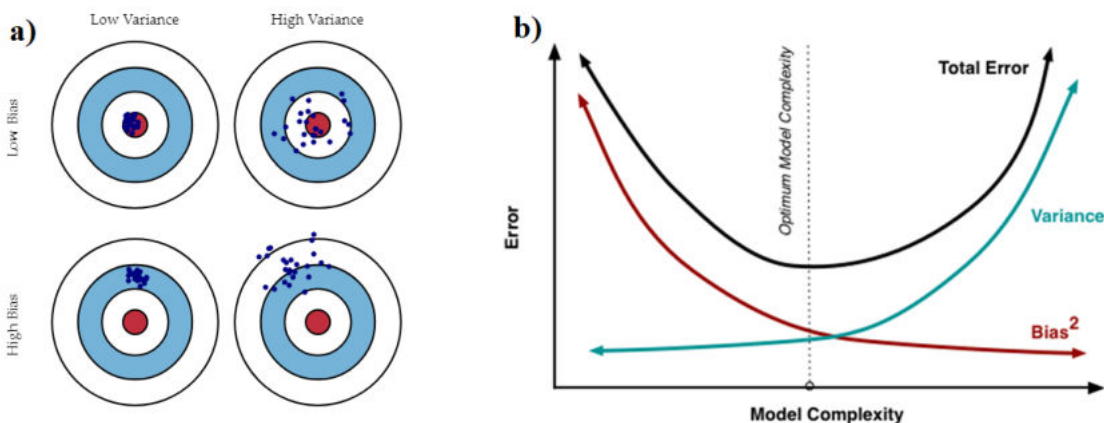 a)
Low Variance
High Variance
Low Bias
High Bias
b)
Error
Optimum Model Complexity
Total Error
Variance
Bias2
Model Complexity